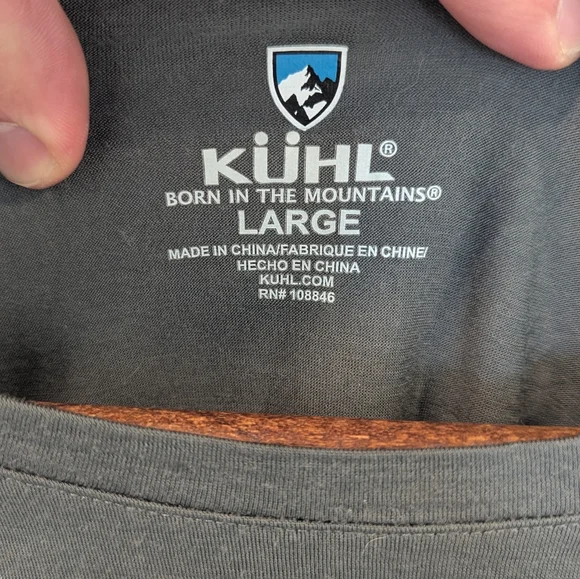 KÜHL®
BORN IN THE MOUNTAINS®
LARGE
MADE IN CHINA/FABRIQUE EN CHINE/
HECHO EN CHINA
KUHL.COM
RN# 108846